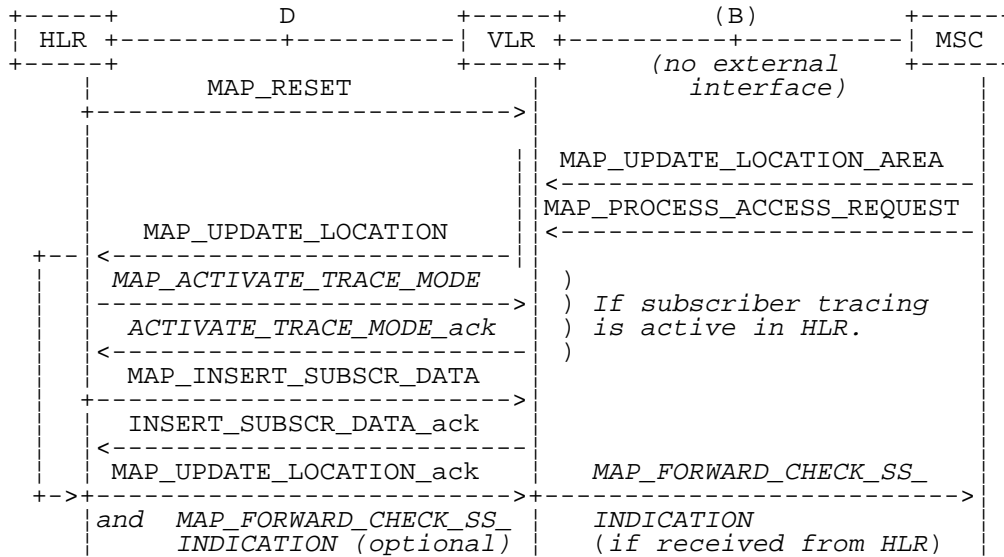 D (B)
HLR VLR MSC
(no external
MAP_RESET interface)
MAP_UPDATE_LOCATION_AREA
MAP_PROCESS_ACCESS_REQUEST
MAP_UPDATE_LOCATION
MAP_ACTIVATE_TRACE_MODE )
) If subscriber tracing
ACTIVATE_TRACE_MODE_ack ) is active in HLR.
)
MAP_INSERT_SUBSCR_DATA
INSERT_SUBSCR_DATA_ack
MAP_UPDATE_LOCATION_ack MAP_FORWARD_CHECK_SS_
and MAP_FORWARD_CHECK_SS_ INDICATION
INDICATION (optional) (if received from HLR)